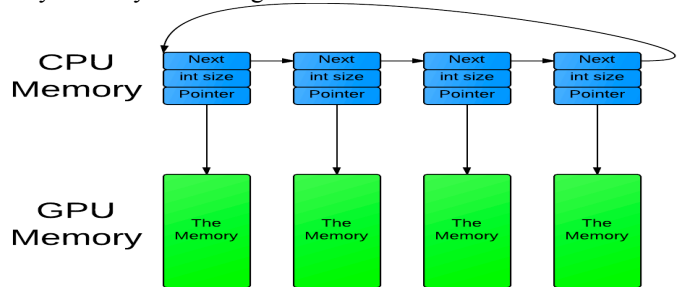 CPU
Memory
Next
int size
Pointer
Next
int size
Pointer
Next
int size
Pointer
Next
int size
Pointer
GPU
Memory
The
Memory
The
Memory
The
Memory
The
Memory